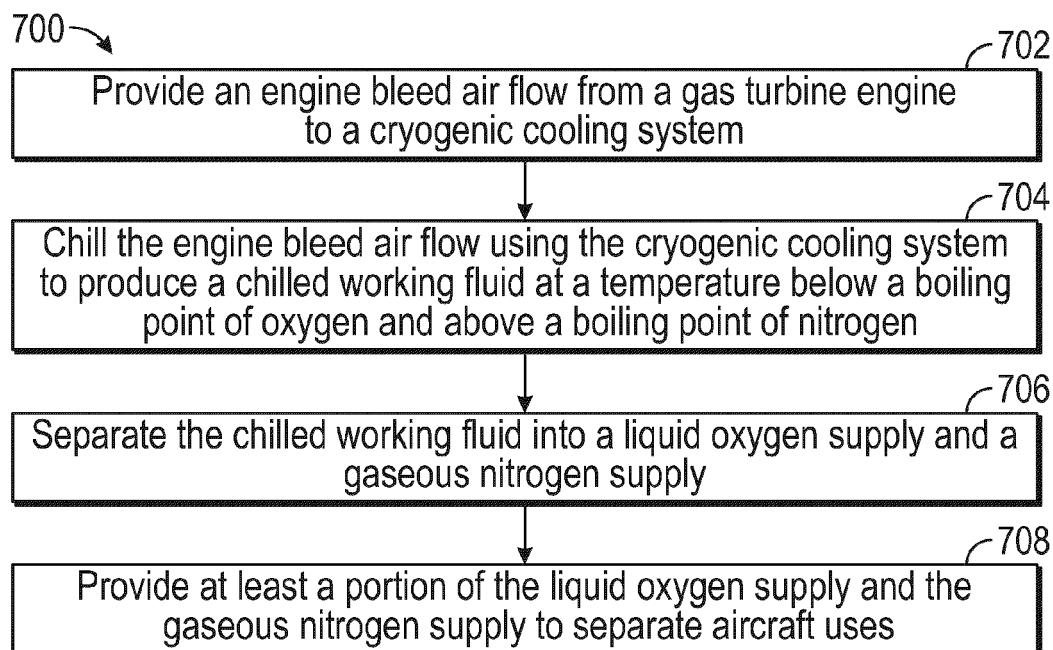 700
702
Provide an engine bleed air flow from a gas turbine engine
to a cryogenic cooling system
704
Chill the engine bleed air flow using the cryogenic cooling system
to produce a chilled working fluid at a temperature below a boiling
point of oxygen and above a boiling point of nitrogen
706
Separate the chilled working fluid into a liquid oxygen supply and a
gaseous nitrogen supply
708
Provide at least a portion of the liquid oxygen supply and the
gaseous nitrogen supply to separate aircraft uses